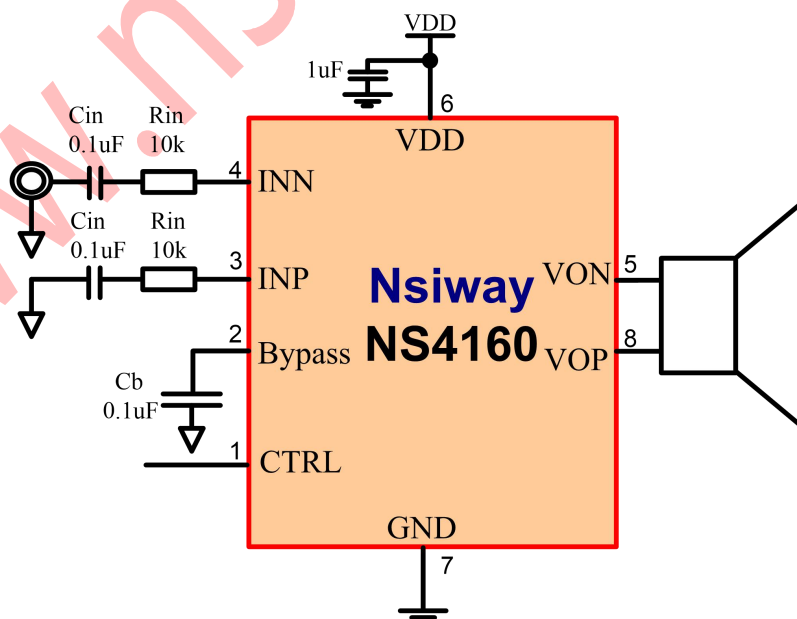 VDD
1uF
6
VDD
Cin
Rin
0.1uF
10k
4
INN
Cin
Rin
0.1uF
10k
3
INP
Nsiway
NS4160
VON
5
VOP
8
2
Bypass
Cb
0.1uF
1
CTRL
GND
7